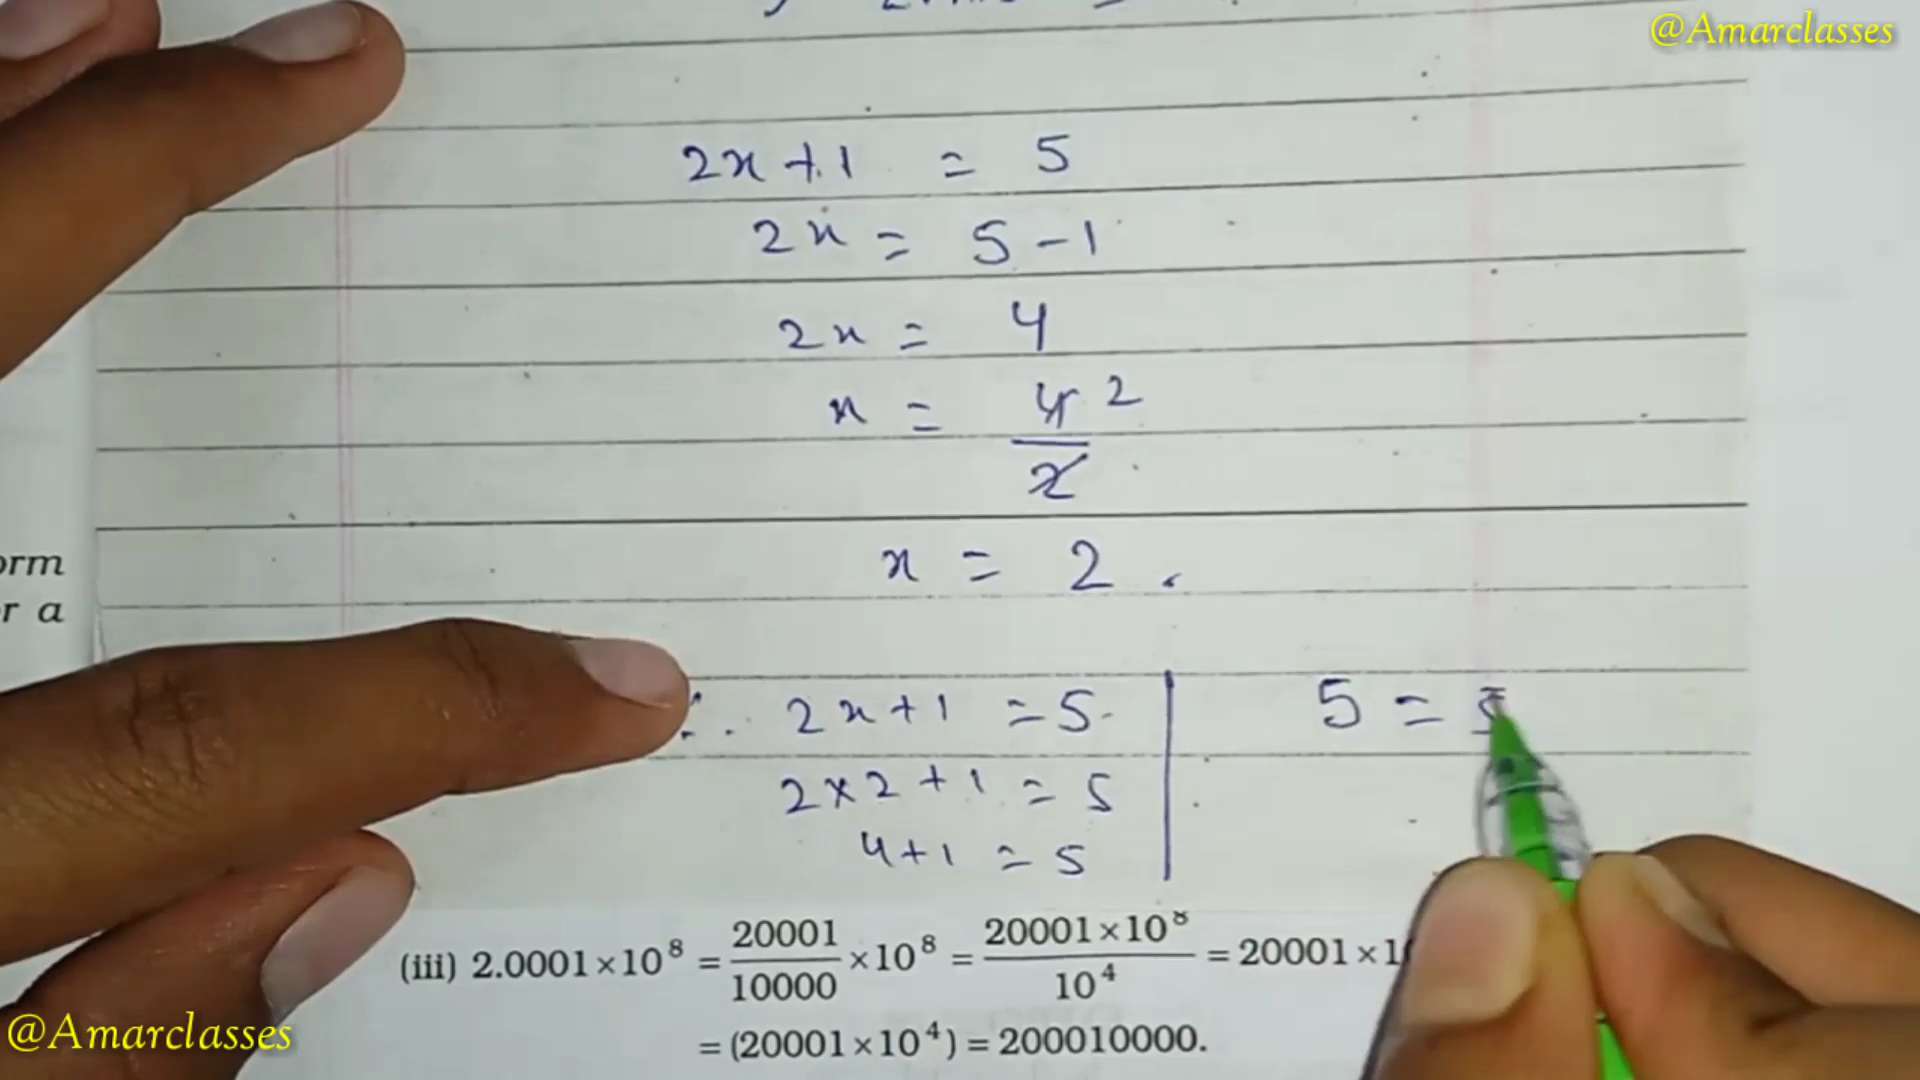 @Amarclasses
2x + 1 = 5
2x = 5 - 1
2x = 4
x = 4 2
2
x = 2 .
orm
r a
∴ 2x + 1 = 5
5 = 5
2 × 2 + 1 = 5
4 + 1 = 5
(iii) 2.0001 × 10⁸ = 20001/10000 × 10⁸ = 20001 × 10⁸/10⁴ = 20001 × 1
= (20001 × 10⁴) = 200010000.
@Amarclasses